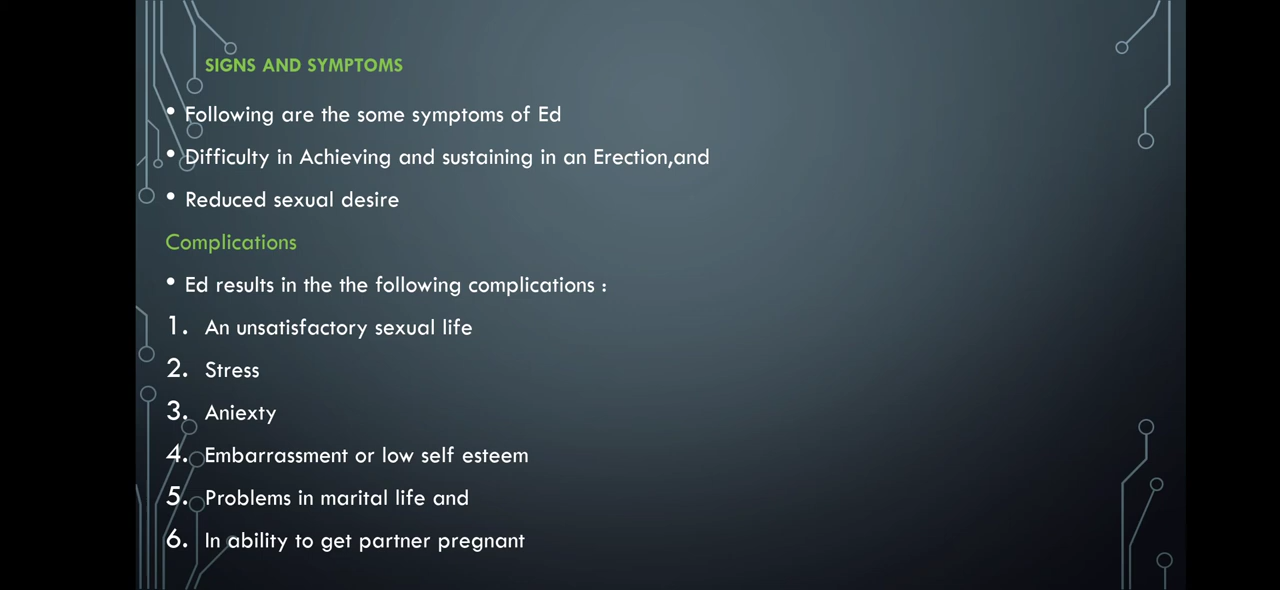 SIGNS AND SYMPTOMS
• Following are the some symptoms of Ed
• Difficulty in Achieving and sustaining in an Erection,and
• Reduced sexual desire
Complications
• Ed results in the the following complications :
1. An unsatisfactory sexual life
2. Stress
3. Aniexty
4. Embarrassment or low self esteem
5. Problems in marital life and
6. In ability to get partner pregnant